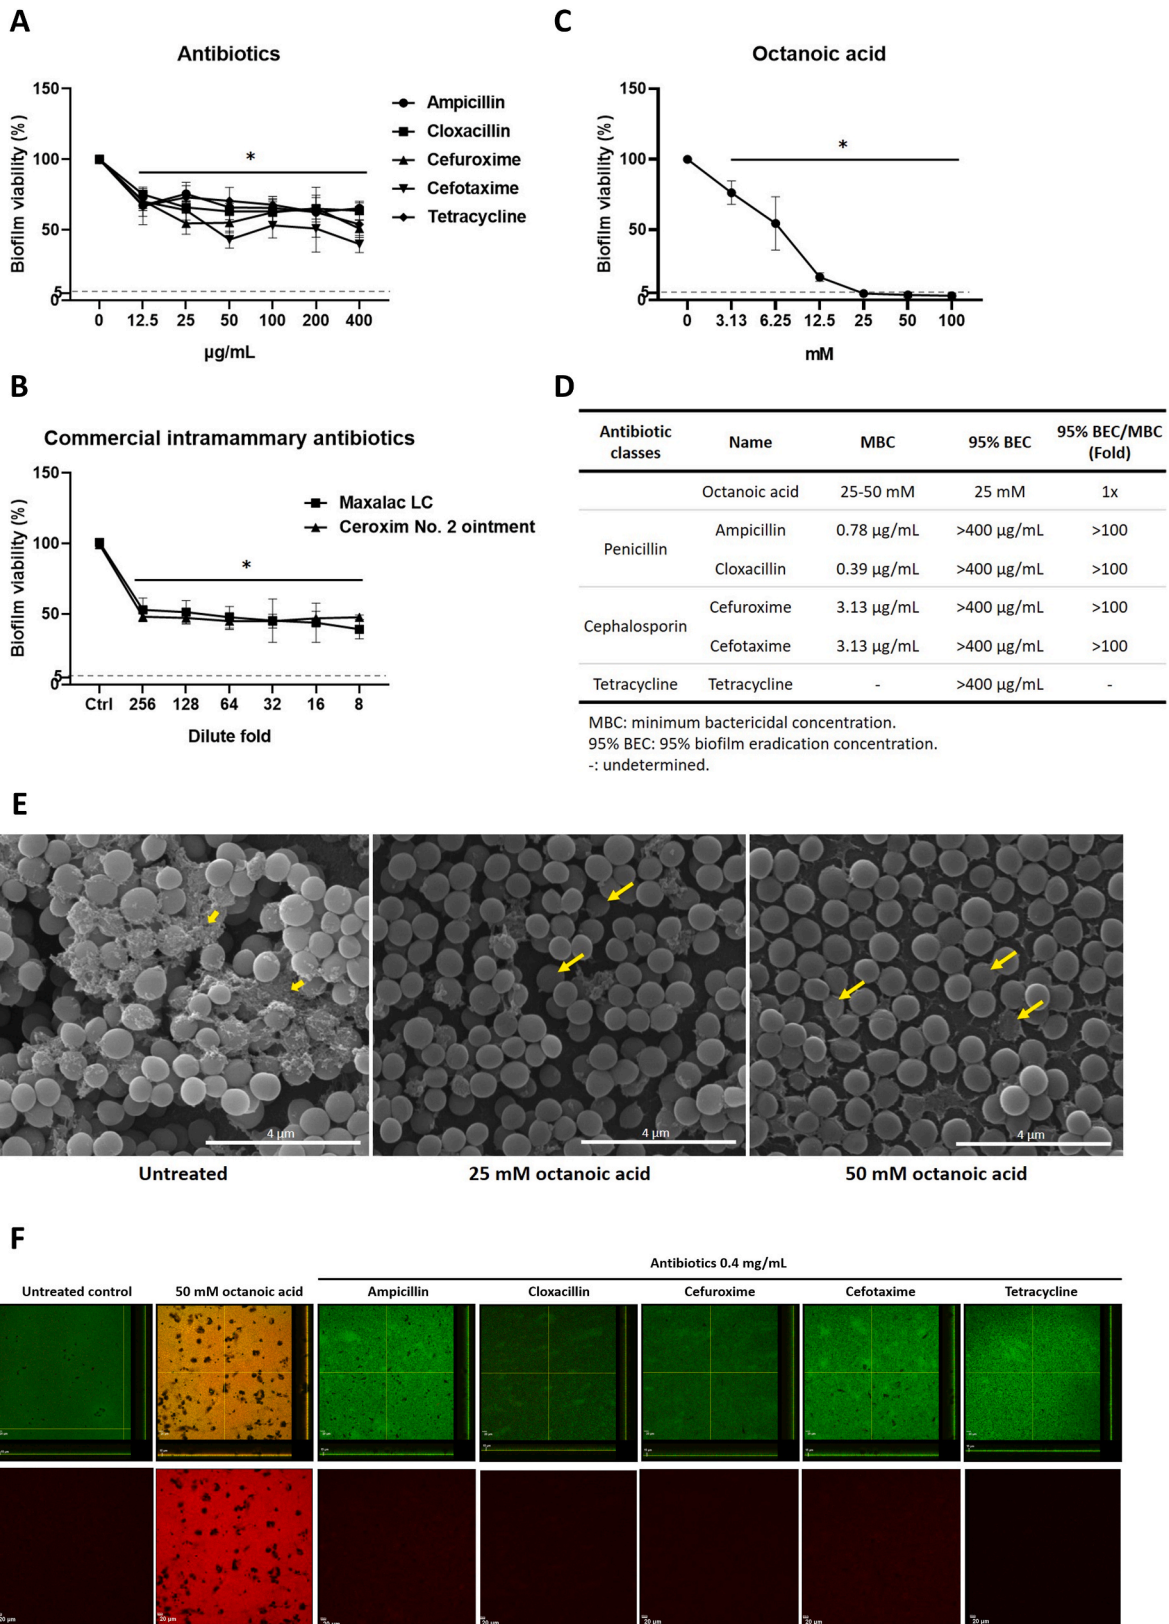 A
Antibiotics
Biofilm viability (%)
150
100
50
5
0
0 12.5 25 50 100 200 400
µg/mL
*
Ampicillin
Cloxacillin
Cefuroxime
Cefotaxime
Tetracycline
C
Octanoic acid
Biofilm viability (%)
150
100
50
5
0
0 3.13 6.25 12.5 25 50 100
mM
*
B
Commercial intramammary antibiotics
Biofilm viability (%)
150
100
50
5
0
Ctrl 256 128 64 32 16 8
Dilute fold
*
Maxalac LC
Ceroxim No. 2 ointment
D
Antibiotic classes Name MBC 95% BEC 95% BEC/MBC (Fold)
Octanoic acid 25-50 mM 25 mM 1x
Penicillin
Ampicillin 0.78 µg/mL >400 µg/mL >100
Cloxacillin 0.39 µg/mL >400 µg/mL >100
Cephalosporin
Cefuroxime 3.13 µg/mL >400 µg/mL >100
Cefotaxime 3.13 µg/mL >400 µg/mL >100
Tetracycline Tetracycline - >400 µg/mL -
MBC: minimum bactericidal concentration.
95% BEC: 95% biofilm eradication concentration.
-: undetermined.
E
4 µm 4 µm 4 µm
Untreated 25 mM octanoic acid 50 mM octanoic acid
F
Antibiotics 0.4 mg/mL
Untreated control 50 mM octanoic acid Ampicillin Cloxacillin Cefuroxime Cefotaxime Tetracycline
20 µm 20 µm 20 µm 20 µm 20 µm 20 µm 20 µm